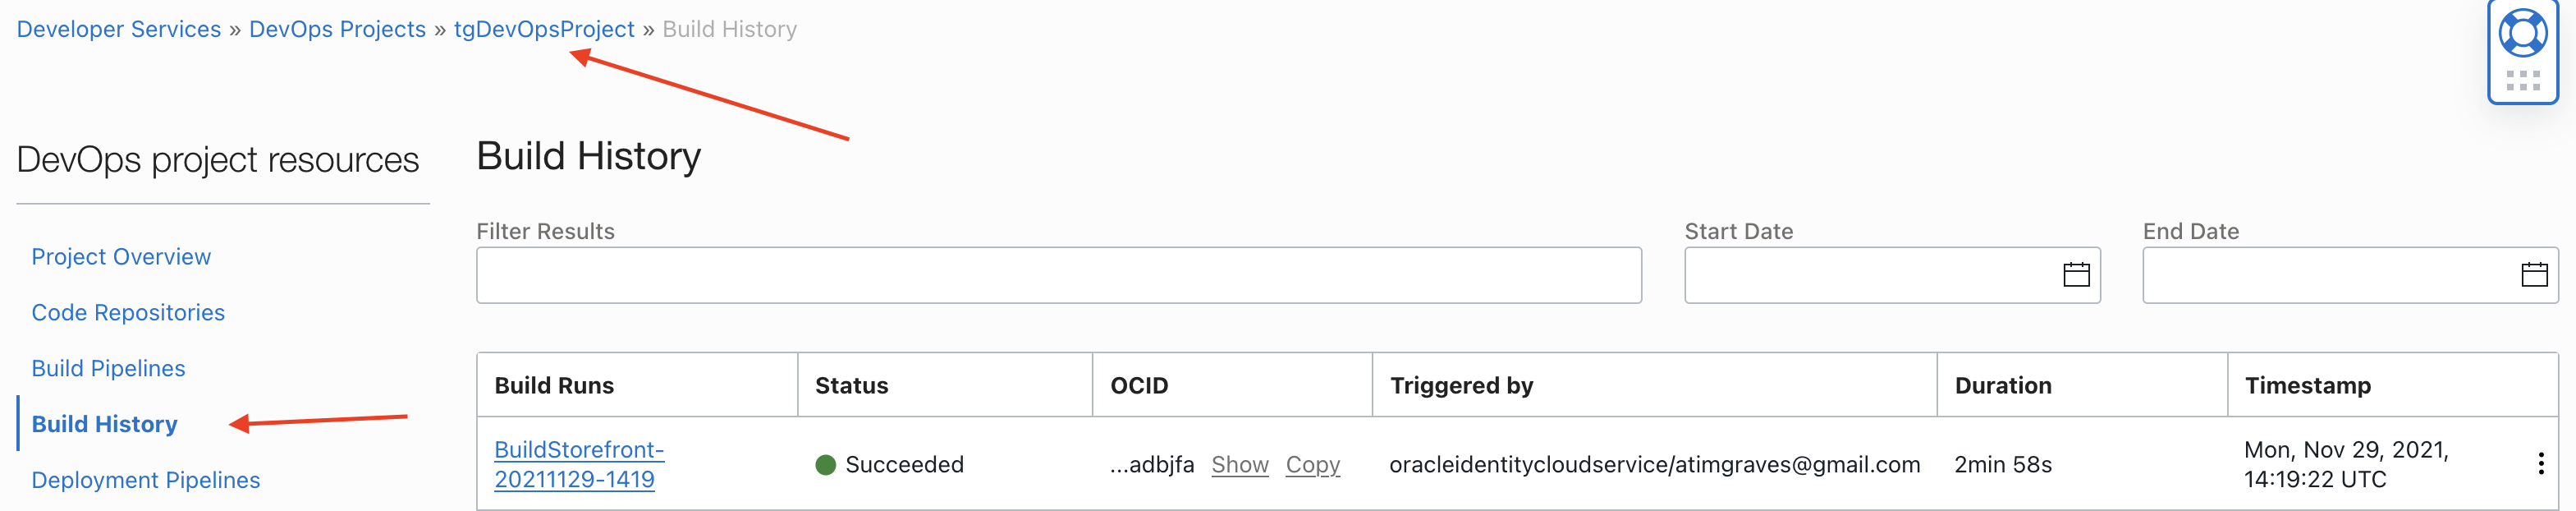 Developer Services » DevOps Projects » tgDevOpsProject » Build History
DevOps project resources
Project Overview
Code Repositories
Build Pipelines
Build History
Deployment Pipelines
Build History
Filter Results
Start Date
End Date
Build Runs Status OCID Triggered by Duration Timestamp
BuildStorefront-
20211129-1419
Succeeded
...adbjfa Show Copy
oracleidentitycloudservice/atimgraves@gmail.com
2min 58s
Mon, Nov 29, 2021,
14:19:22 UTC